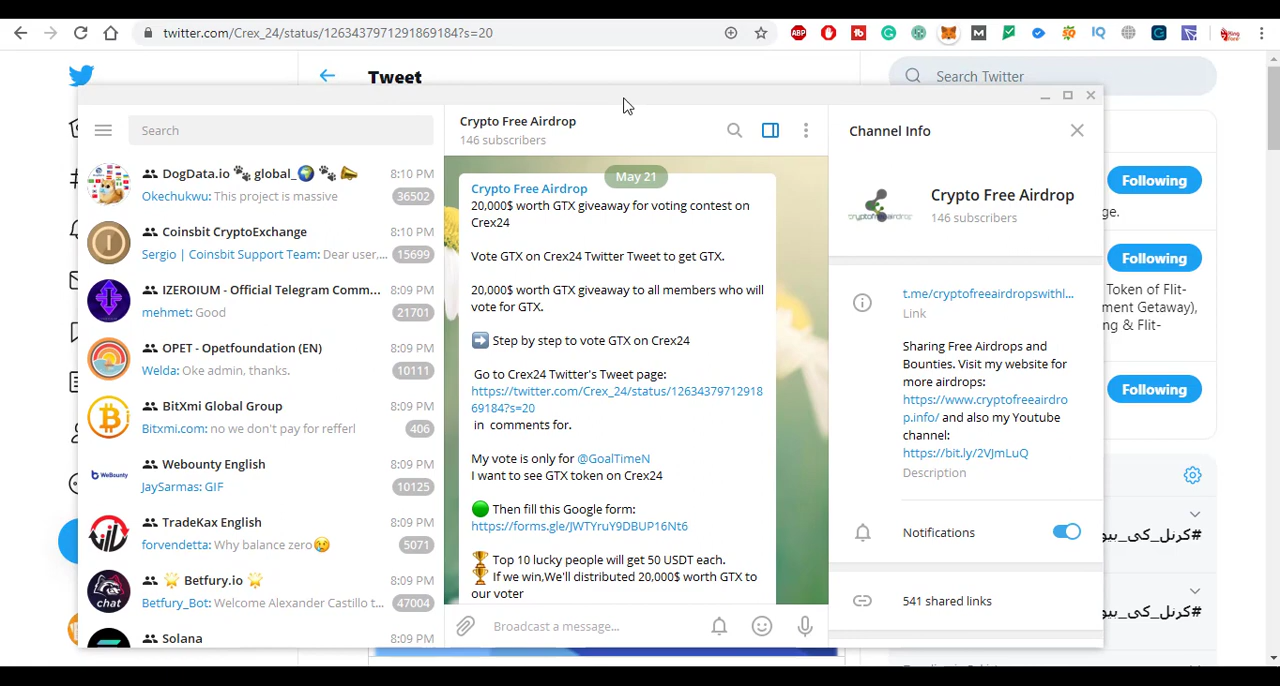 twitter.com/Crex_24/status/1263437971291869184?s=20
Tweet
Search Twitter
Search
DogData.io 🐾 global_🌍 🐾 📣
8:10 PM
Okechukwu: This project is massive
36502
Coinsbit CryptoExchange
8:10 PM
Sergio | Coinsbit Support Team: Dear user,...
15699
IZEROIUM - Official Telegram Comm...
8:09 PM
mehmet: Good
21701
OPET - Opetfoundation (EN)
8:09 PM
Welda: Oke admin, thanks.
10111
BitXmi Global Group
8:09 PM
Bitxmi.com: no we don't pay for refferl
406
Webounty English
8:09 PM
JaySarmas: GIF
10125
TradeKax English
8:09 PM
forvendetta: Why balance zero😢
5071
🌟 Betfury.io 🌟
8:09 PM
Betfury_Bot: Welcome Alexander Castillo t...
47004
Solana
8:09 PM
WeBounty
chat
Crypto Free Airdrop
146 subscribers
May 21
Crypto Free Airdrop
20,000$ worth GTX giveaway for voting contest on
Crex24
Vote GTX on Crex24 Twitter Tweet to get GTX.
20,000$ worth GTX giveaway to all members who will
vote for GTX.
➡️ Step by step to vote GTX on Crex24
Go to Crex24 Twitter's Tweet page:
https://twitter.com/Crex_24/status/12634379712918
69184?s=20
in comments for.
My vote is only for @GoalTimeN
I want to see GTX token on Crex24
🟢 Then fill this Google form:
https://forms.gle/JWTYruY9DBUP16Nt6
🏆 Top 10 lucky people will get 50 USDT each.
🏆 If we win,We'll distributed 20,000$ worth GTX to
our voter
Broadcast a message...
Channel Info
Crypto Free Airdrop
146 subscribers
t.me/cryptofreeairdropswithl...
Link
Sharing Free Airdrops and
Bounties. Visit my website for
more airdrops:
https://www.cryptofreeairdro
p.info/ and also my Youtube
channel:
https://bit.ly/2VJmLuQ
Description
Notifications
541 shared links
Following
ge.
Following
Token of Flit-
ment Getaway),
ng & Flit-
Following